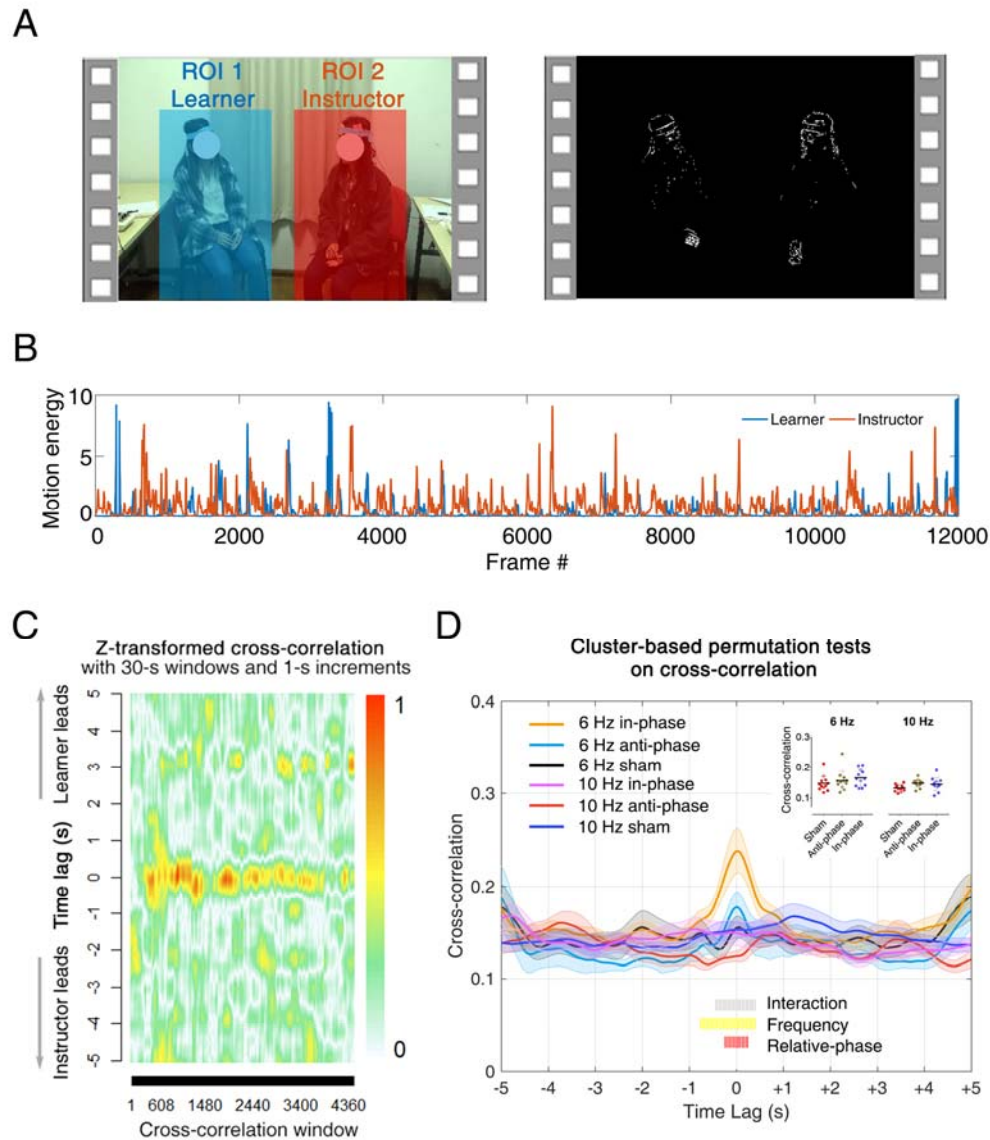 A
ROI 1
Learner
ROI 2
Instructor
B
Motion energy
10
5
0
Learner
Instructor
0
2000
4000
6000
8000
10000
12000
Frame #
C
Z-transformed cross-correlation
with 30-s windows and 1-s increments
Learner leads
Time lag (s)
Instructor leads
5
4
3
2
1
0
-1
-2
-3
-4
-5
1
0
1 608 1480 2440 3400 4360
Cross-correlation window
D
Cluster-based permutation tests
on cross-correlation
Cross-correlation
0.4
0.3
0.2
0.1
0
6 Hz in-phase
6 Hz anti-phase
6 Hz sham
10 Hz in-phase
10 Hz anti-phase
10 Hz sham
6 Hz
10 Hz
Cross-correlation
0.3
0.2
0.1
Sham
Anti-phase
In-phase
Sham
Anti-phase
In-phase
Interaction
Frequency
Relative-phase
-5 -4 -3 -2 -1 0 +1 +2 +3 +4 +5
Time Lag (s)